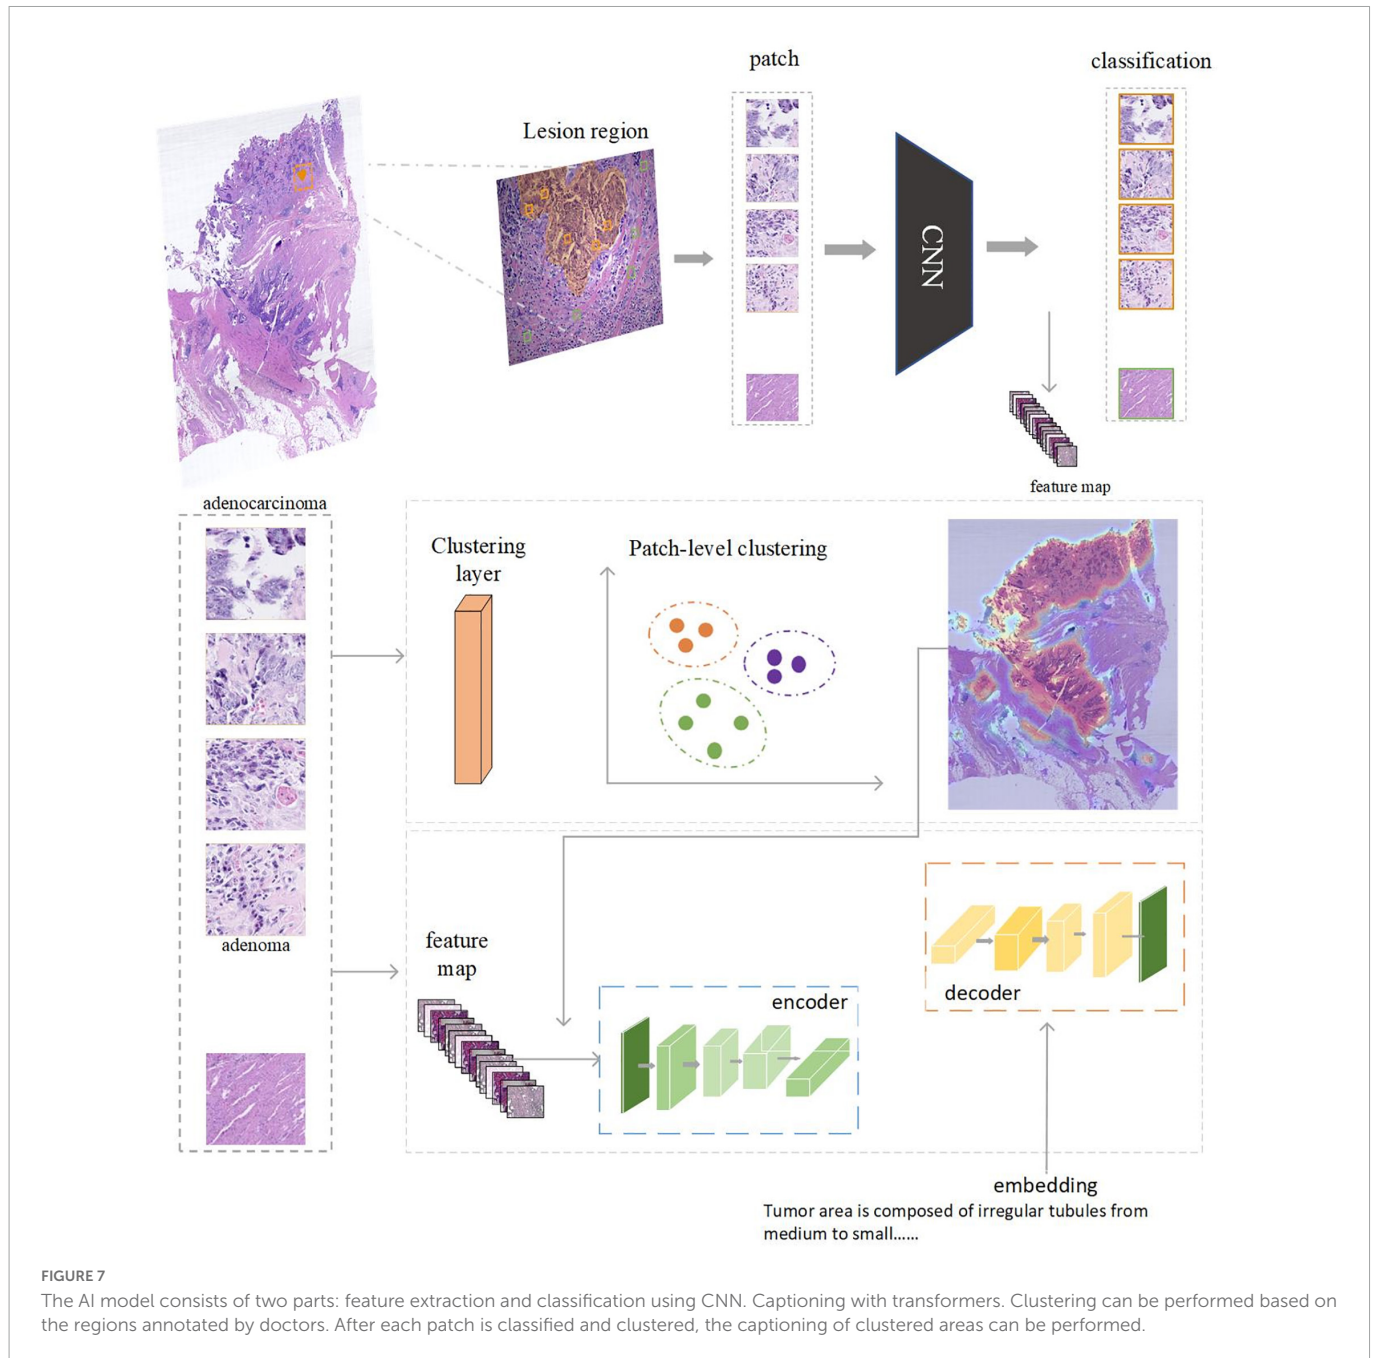 patch
classification
Lesion region
CNN
feature map
adenocarcinoma
Clustering
layer
Patch-level clustering
adenoma
feature
map
encoder
decoder
embedding
Tumor area is composed of irregular tubules from
medium to small......
FIGURE 7
The AI model consists of two parts: feature extraction and classification using CNN. Captioning with transformers. Clustering can be performed based on
the regions annotated by doctors. After each patch is classified and clustered, the captioning of clustered areas can be performed.